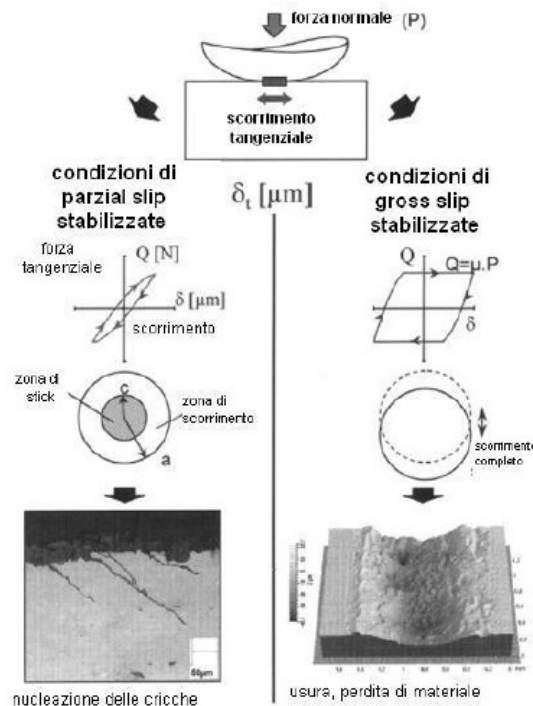 forza normale (P)
scorrimento
tangenziale
condizioni di
parzial slip
stabilizzate
δt [µm]
condizioni di
gross slip
stabilizzate
forza
tangenziale
Q [N]
δ [µm]
scorrimento
Q
Q=µ.P
δ
zona di
stick
c
zona di
scorrimento
a
scorrimento
completo
50µm
nucleazione delle cricche
usura, perdita di materiale